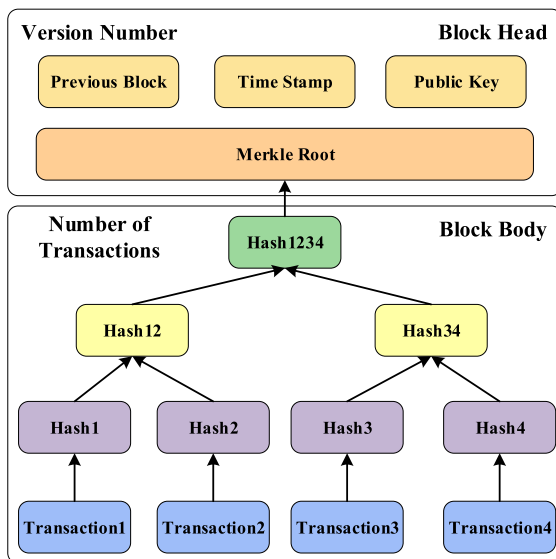 Version Number
Block Head
Previous Block
Time Stamp
Public Key
Merkle Root
Number of
Transactions
Block Body
Hash1234
Hash12
Hash34
Hash1
Hash2
Hash3
Hash4
Transaction1
Transaction2
Transaction3
Transaction4